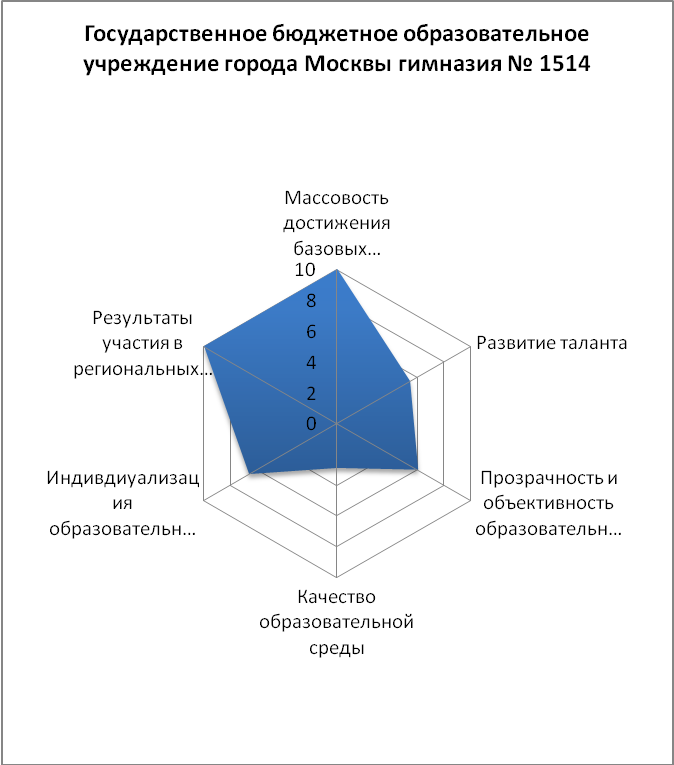 Государственное бюджетное образовательное
учреждение города Москвы гимназия № 1514
Массовость
достижения
базовых...
10
8
6
4
2
0
Развитие таланта
Прозрачность и
объективность
образовательн...
Качество
образовательной
среды
Индивдиуализац
ия
образовательн...
Результаты
участия в
региональных...